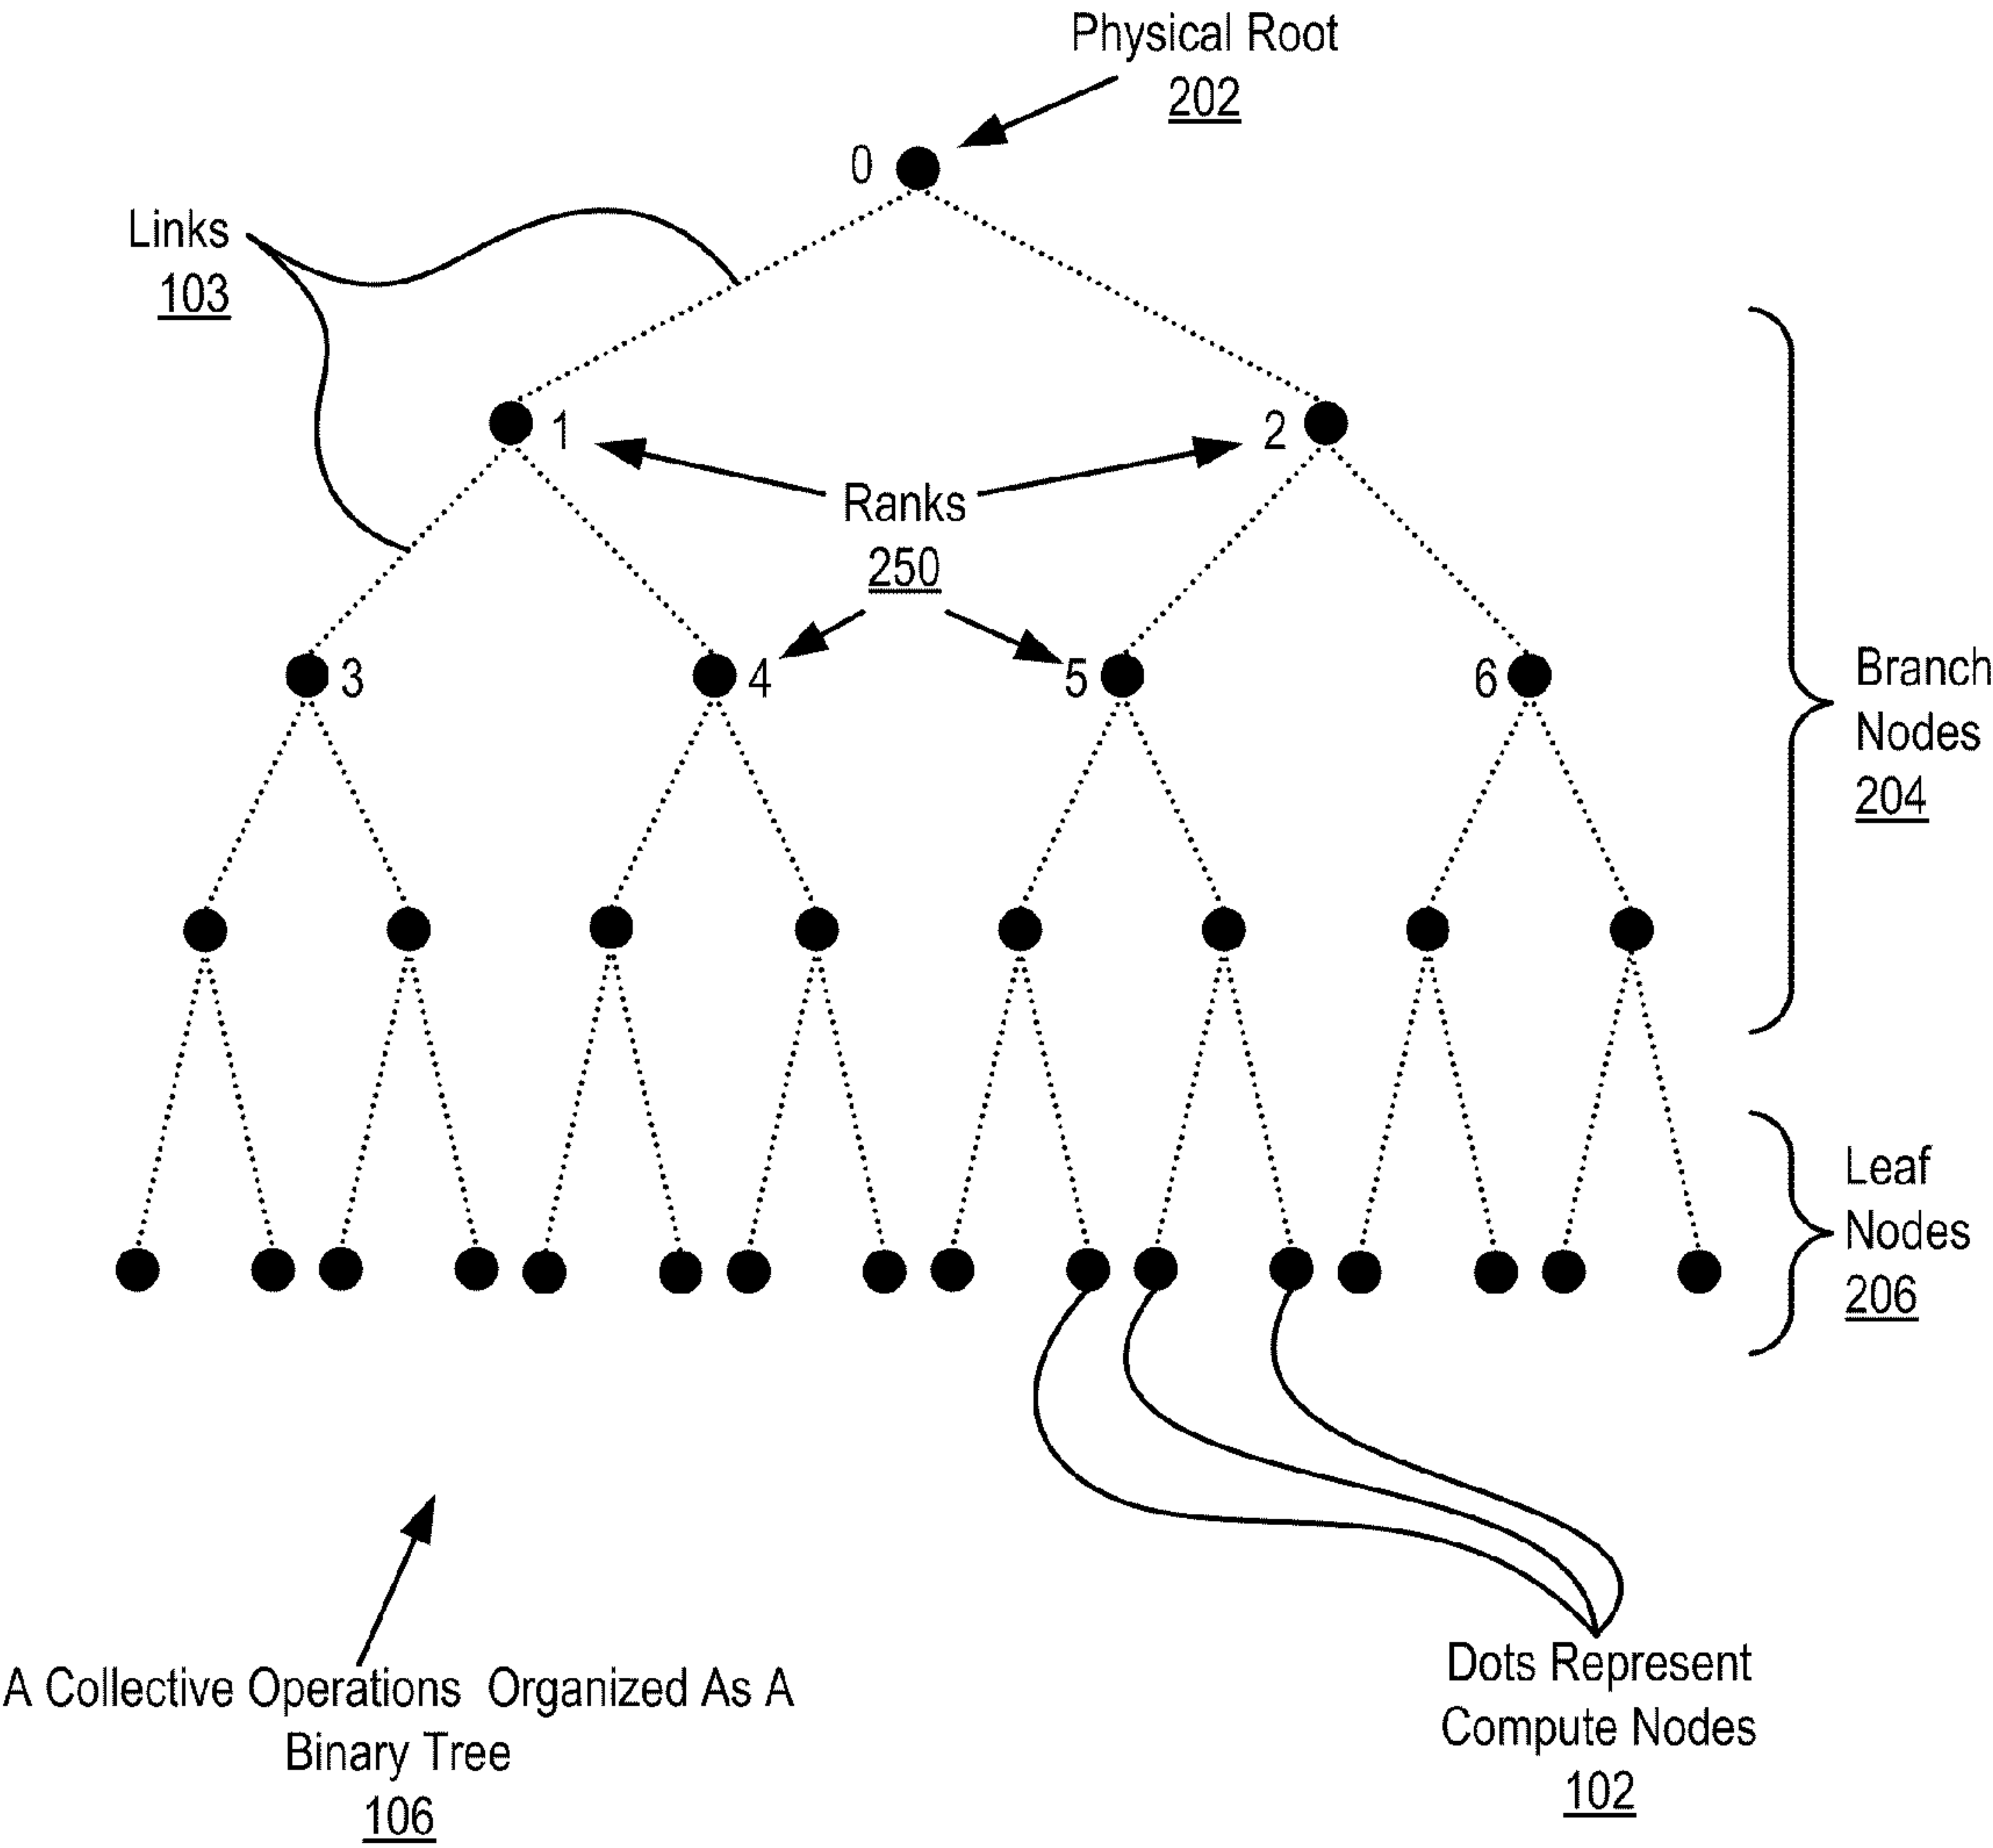 Physical Root
202
0
Links
103
1
2
Ranks
250
3
4
5
6
Branch
Nodes
204
Leaf
Nodes
206
A Collective Operations Organized As A
Binary Tree
106
Dots Represent
Compute Nodes
102